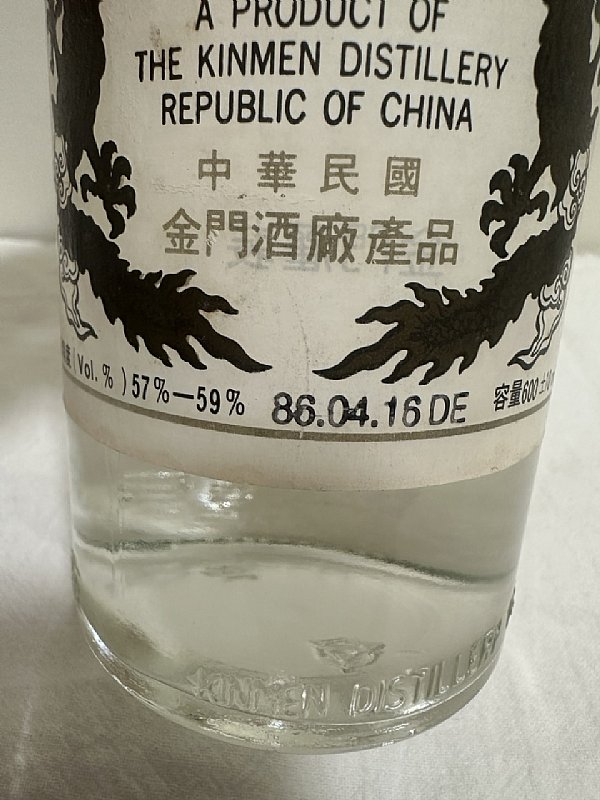 A PRODUCT OF
THE KINMEN DISTILLERY
REPUBLIC OF CHINA
中華民國
金門酒廠產品
(Vol. %) 57%—59% 86.04.16 DE 容量600±10
KINMEN DISTILLERY